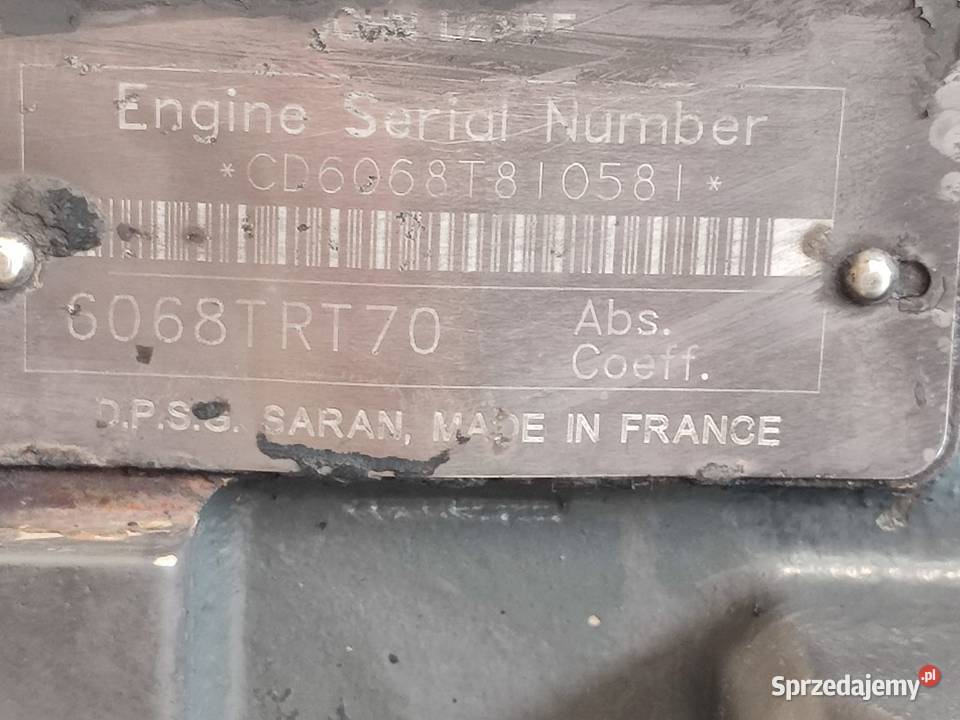 Engine Serial Number
*CD6068T810581*
6068TRT70
Abs.
Coeff.
D.P.S.G. SARAN, MADE IN FRANCE
Sprzedajemy.pl